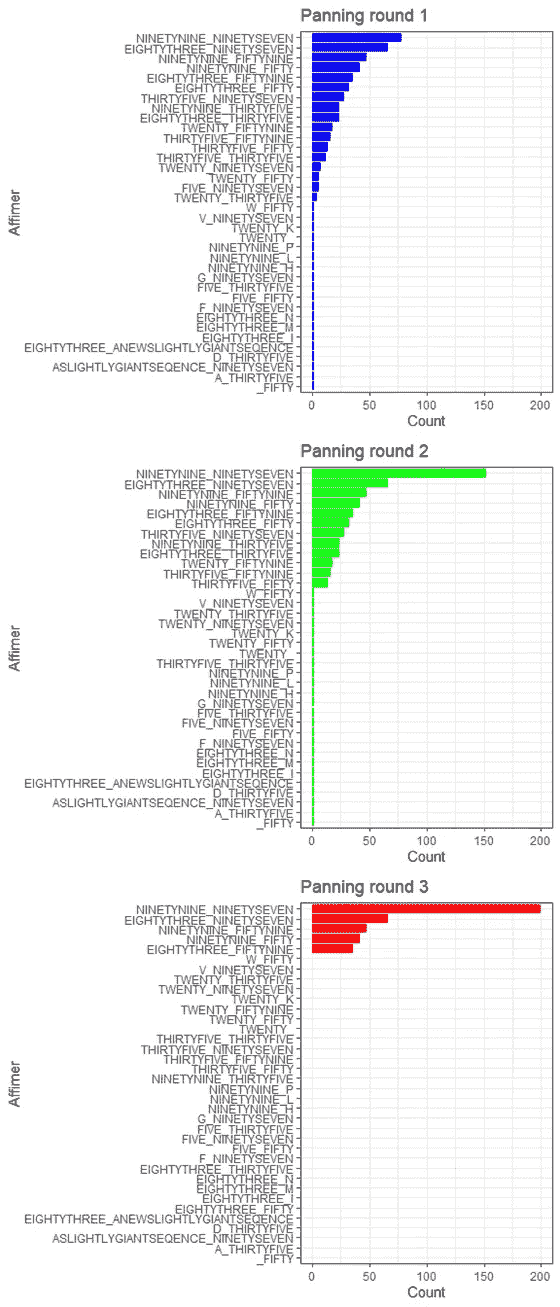 Panning round 1
Affimer
NINETYNINE_NINETYSEVEN
EIGHTYTHREE_NINETYSEVEN
NINETYNINE_FIFTYNINE
NINETYNINE_FIFTY
EIGHTYTHREE_FIFTYNINE
EIGHTYTHREE_FIFTY
THIRTYFIVE_NINETYSEVEN
NINETYNINE_THIRTYFIVE
EIGHTYTHREE_THIRTYFIVE
TWENTY_FIFTYNINE
THIRTYFIVE_FIFTYNINE
THIRTYFIVE_FIFTY
THIRTYFIVE_THIRTYFIVE
TWENTY_NINETYSEVEN
TWENTY_FIFTY
FIVE_NINETYSEVEN
TWENTY_THIRTYFIVE
W_FIFTY
V_NINETYSEVEN
TWENTY_K
TWENTY_
NINETYNINE_P
NINETYNINE_L
NINETYNINE_H
G_NINETYSEVEN
FIVE_THIRTYFIVE
FIVE_FIFTY
F_NINETYSEVEN
EIGHTYTHREE_N
EIGHTYTHREE_M
EIGHTYTHREE_I
EIGHTYTHREE_ANEWSLIGHTLYGIANTSEQENCE
D_THIRTYFIVE
ASLIGHTLYGIANTSEQENCE_NINETYSEVEN
A_THIRTYFIVE
_FIFTY
0 50 100 150 200
Count
Panning round 2
Affimer
NINETYNINE_NINETYSEVEN
EIGHTYTHREE_NINETYSEVEN
NINETYNINE_FIFTYNINE
NINETYNINE_FIFTY
EIGHTYTHREE_FIFTYNINE
EIGHTYTHREE_FIFTY
THIRTYFIVE_NINETYSEVEN
NINETYNINE_THIRTYFIVE
EIGHTYTHREE_THIRTYFIVE
TWENTY_FIFTYNINE
THIRTYFIVE_FIFTYNINE
THIRTYFIVE_FIFTY
W_FIFTY
V_NINETYSEVEN
TWENTY_THIRTYFIVE
TWENTY_NINETYSEVEN
TWENTY_K
TWENTY_FIFTY
TWENTY_
THIRTYFIVE_THIRTYFIVE
NINETYNINE_P
NINETYNINE_L
NINETYNINE_H
G_NINETYSEVEN
FIVE_THIRTYFIVE
FIVE_NINETYSEVEN
FIVE_FIFTY
F_NINETYSEVEN
EIGHTYTHREE_N
EIGHTYTHREE_M
EIGHTYTHREE_I
EIGHTYTHREE_ANEWSLIGHTLYGIANTSEQENCE
D_THIRTYFIVE
ASLIGHTLYGIANTSEQENCE_NINETYSEVEN
A_THIRTYFIVE
_FIFTY
0 50 100 150 200
Count
Panning round 3
Affimer
NINETYNINE_NINETYSEVEN
EIGHTYTHREE_NINETYSEVEN
NINETYNINE_FIFTYNINE
NINETYNINE_FIFTY
EIGHTYTHREE_FIFTYNINE
W_FIFTY
V_NINETYSEVEN
TWENTY_THIRTYFIVE
TWENTY_NINETYSEVEN
TWENTY_K
TWENTY_FIFTYNINE
TWENTY_FIFTY
TWENTY_
THIRTYFIVE_THIRTYFIVE
THIRTYFIVE_NINETYSEVEN
THIRTYFIVE_FIFTYNINE
THIRTYFIVE_FIFTY
NINETYNINE_THIRTYFIVE
NINETYNINE_P
NINETYNINE_L
NINETYNINE_H
G_NINETYSEVEN
FIVE_THIRTYFIVE
FIVE_NINETYSEVEN
FIVE_FIFTY
F_NINETYSEVEN
EIGHTYTHREE_THIRTYFIVE
EIGHTYTHREE_N
EIGHTYTHREE_M
EIGHTYTHREE_I
EIGHTYTHREE_FIFTY
EIGHTYTHREE_ANEWSLIGHTLYGIANTSEQENCE
D_THIRTYFIVE
ASLIGHTLYGIANTSEQENCE_NINETYSEVEN
A_THIRTYFIVE
_FIFTY
0 50 100 150 200
Count